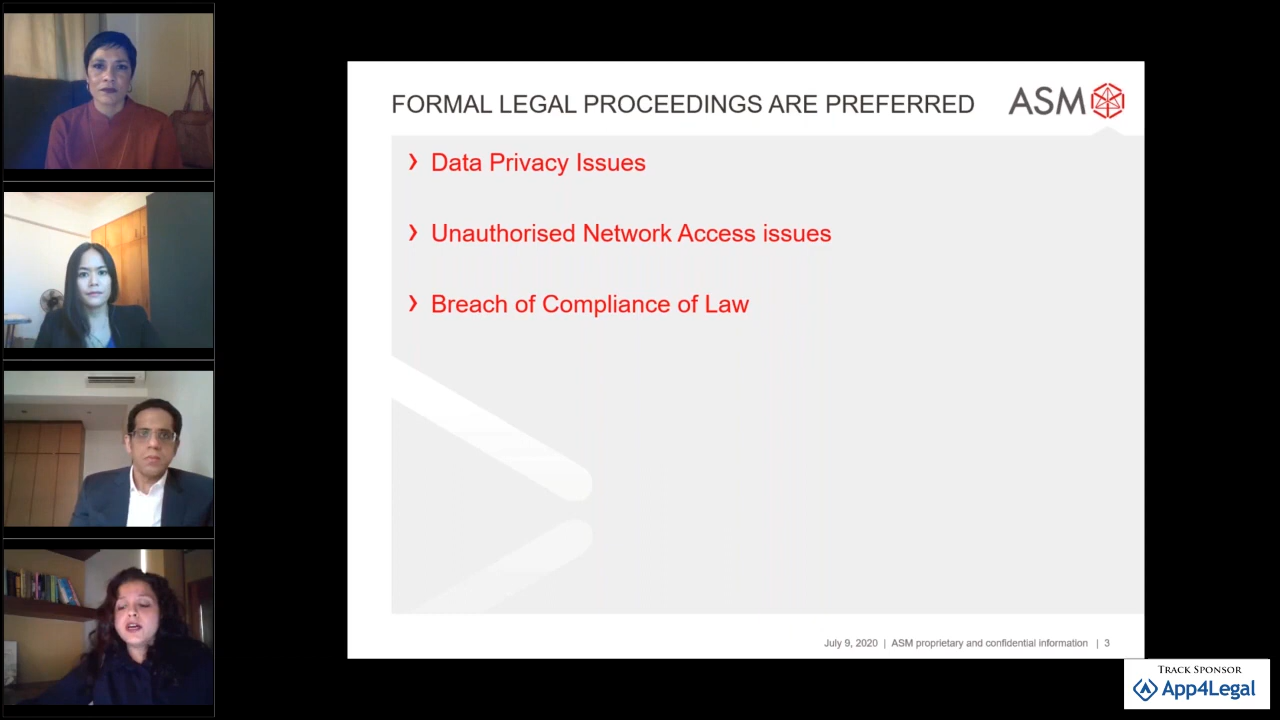 FORMAL LEGAL PROCEEDINGS ARE PREFERRED
ASM
› Data Privacy Issues
› Unauthorised Network Access issues
› Breach of Compliance of Law
July 9, 2020 | ASM proprietary and confidential information | 3
TRACK SPONSOR
App4Legal